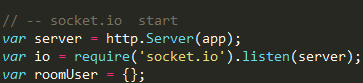 // -- socket.io  start
var server = http.Server(app);
var io = require('socket.io').listen(server);
var roomUser = {};